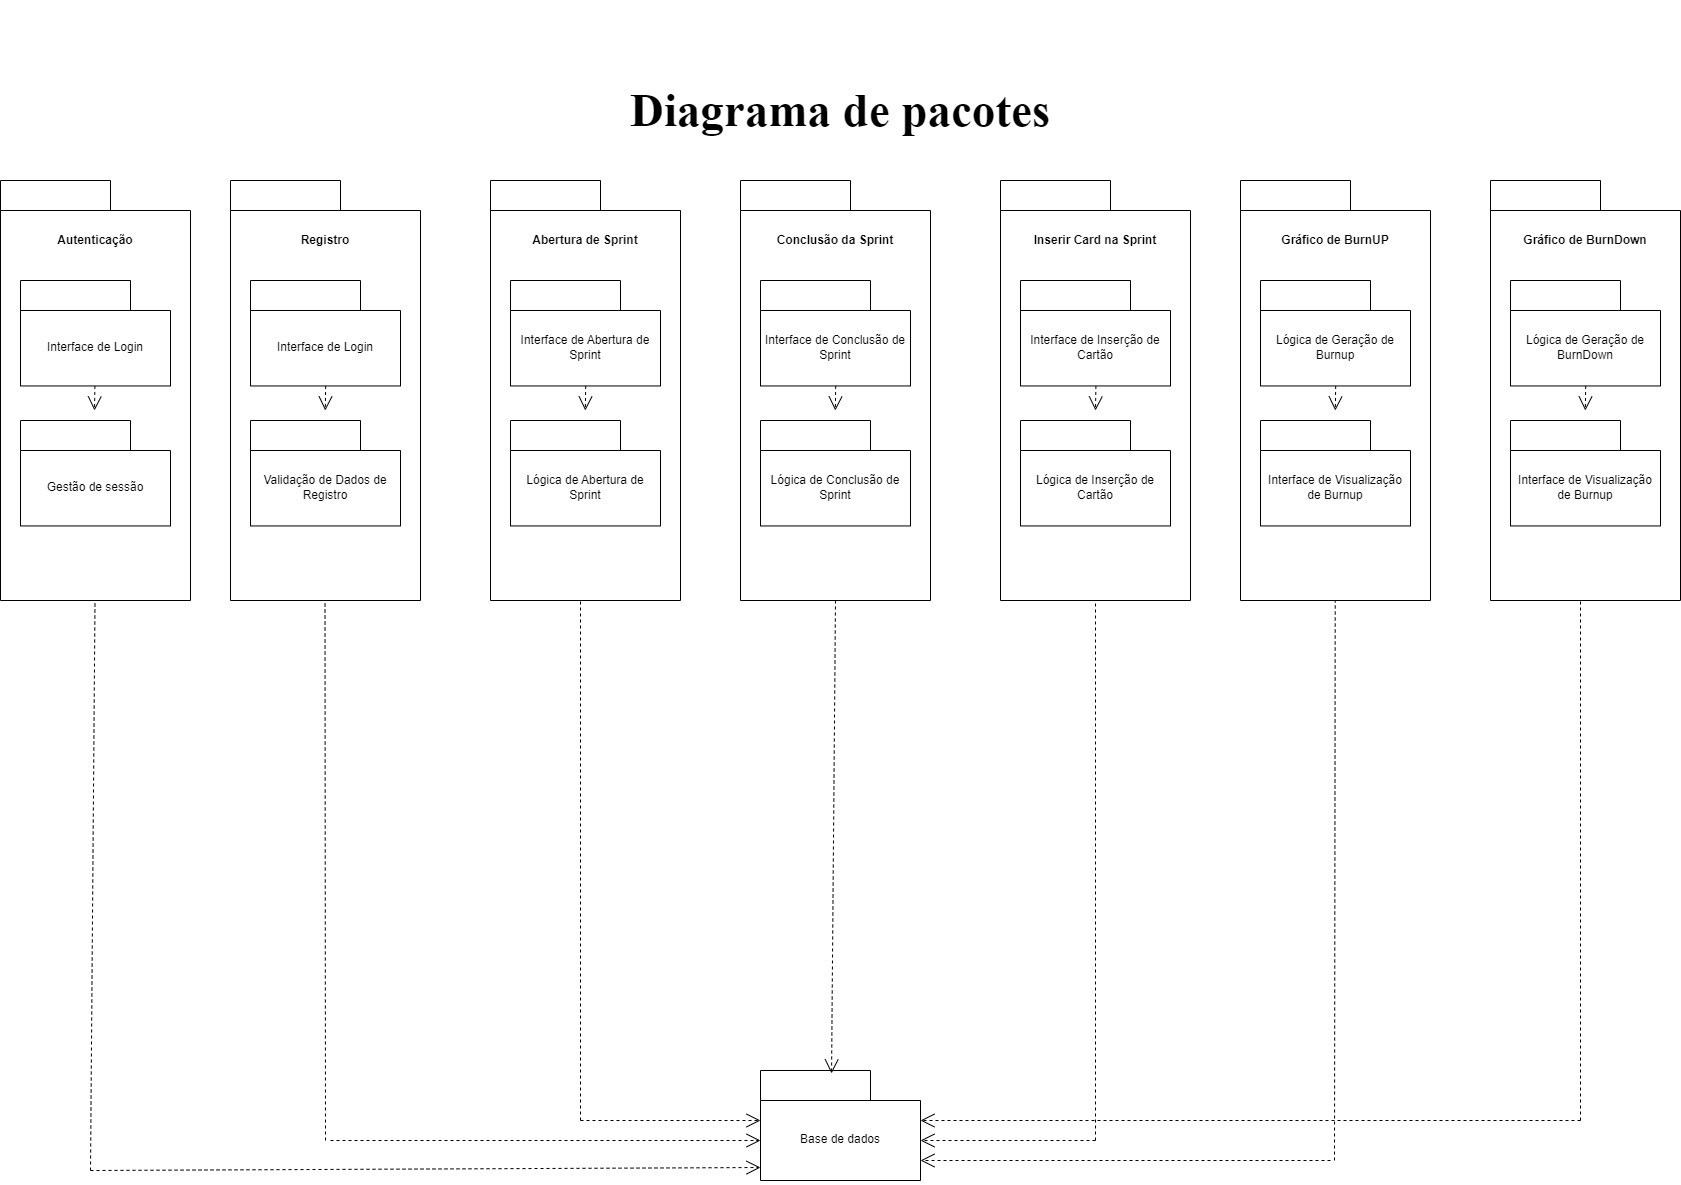 Diagrama de pacotes
Autenticação
Interface de Login
Gestão de sessão
Registro
Interface de Login
Validação de Dados de
Registro
Abertura de Sprint
Interface de Abertura de
Sprint
Lógica de Abertura de
Sprint
Conclusão da Sprint
Interface de Conclusão de
Sprint
Lógica de Conclusão de
Sprint
Inserir Card na Sprint
Interface de Inserção de
Cartão
Lógica de Inserção de
Cartão
Gráfico de BurnUP
Lógica de Geração de
Burnup
Interface de Visualização
de Burnup
Gráfico de BurnDown
Lógica de Geração de
BurnDown
Interface de Visualização
de Burnup
Base de dados